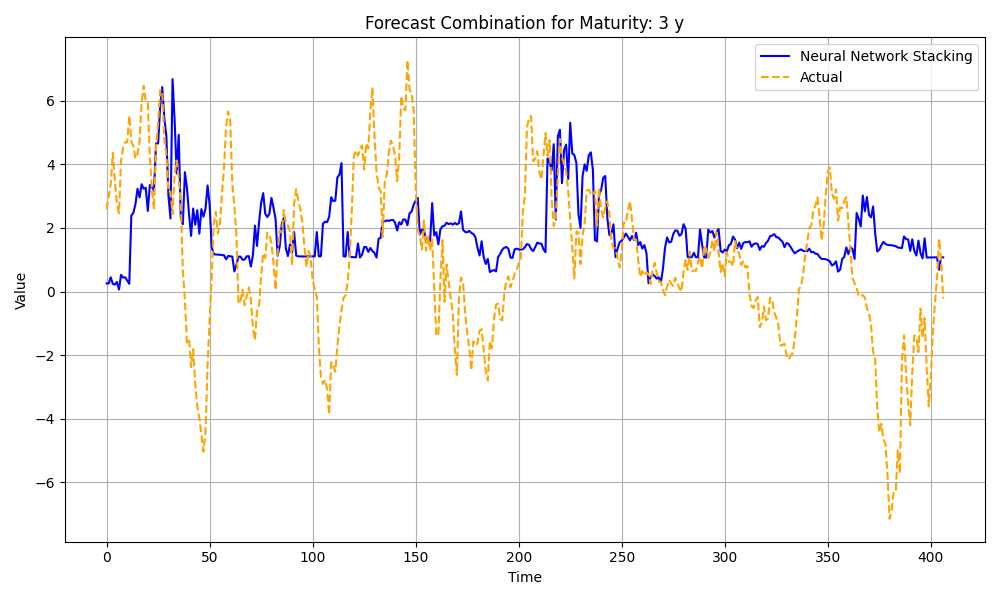 Forecast Combination for Maturity: 3 y
Neural Network Stacking
Actual
Value
6
4
2
0
−2
−4
−6
0 50 100 150 200 250 300 350 400
Time